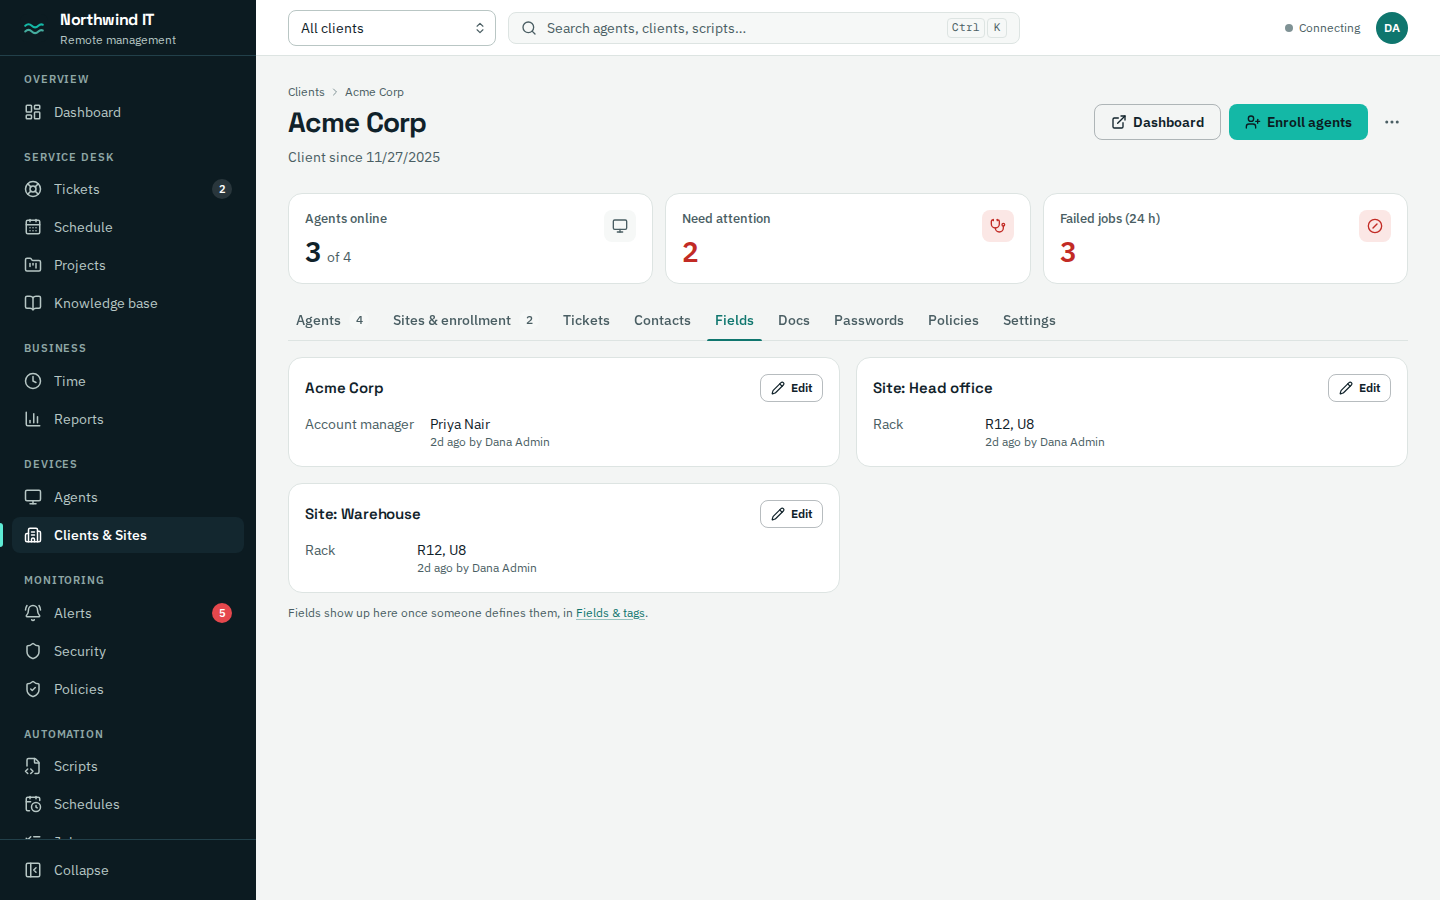 Northwind IT
Remote management
OVERVIEW
Dashboard
SERVICE DESK
Tickets 2
Schedule
Projects
Knowledge base
BUSINESS
Time
Reports
DEVICES
Agents
Clients & Sites
MONITORING
Alerts 5
Security
Policies
AUTOMATION
Scripts
Schedules
Collapse
All clients
Search agents, clients, scripts...
Ctrl K
Connecting
DA
Clients > Acme Corp
Acme Corp
Client since 11/27/2025
Dashboard
Enroll agents
Agents online
3 of 4
Need attention
2
Failed jobs (24 h)
3
Agents 4 Sites & enrollment 2 Tickets Contacts Fields Docs Passwords Policies Settings
Acme Corp
Edit
Account manager Priya Nair
2d ago by Dana Admin
Site: Head office
Edit
Rack R12, U8
2d ago by Dana Admin
Site: Warehouse
Edit
Rack R12, U8
2d ago by Dana Admin
Fields show up here once someone defines them, in Fields & tags.